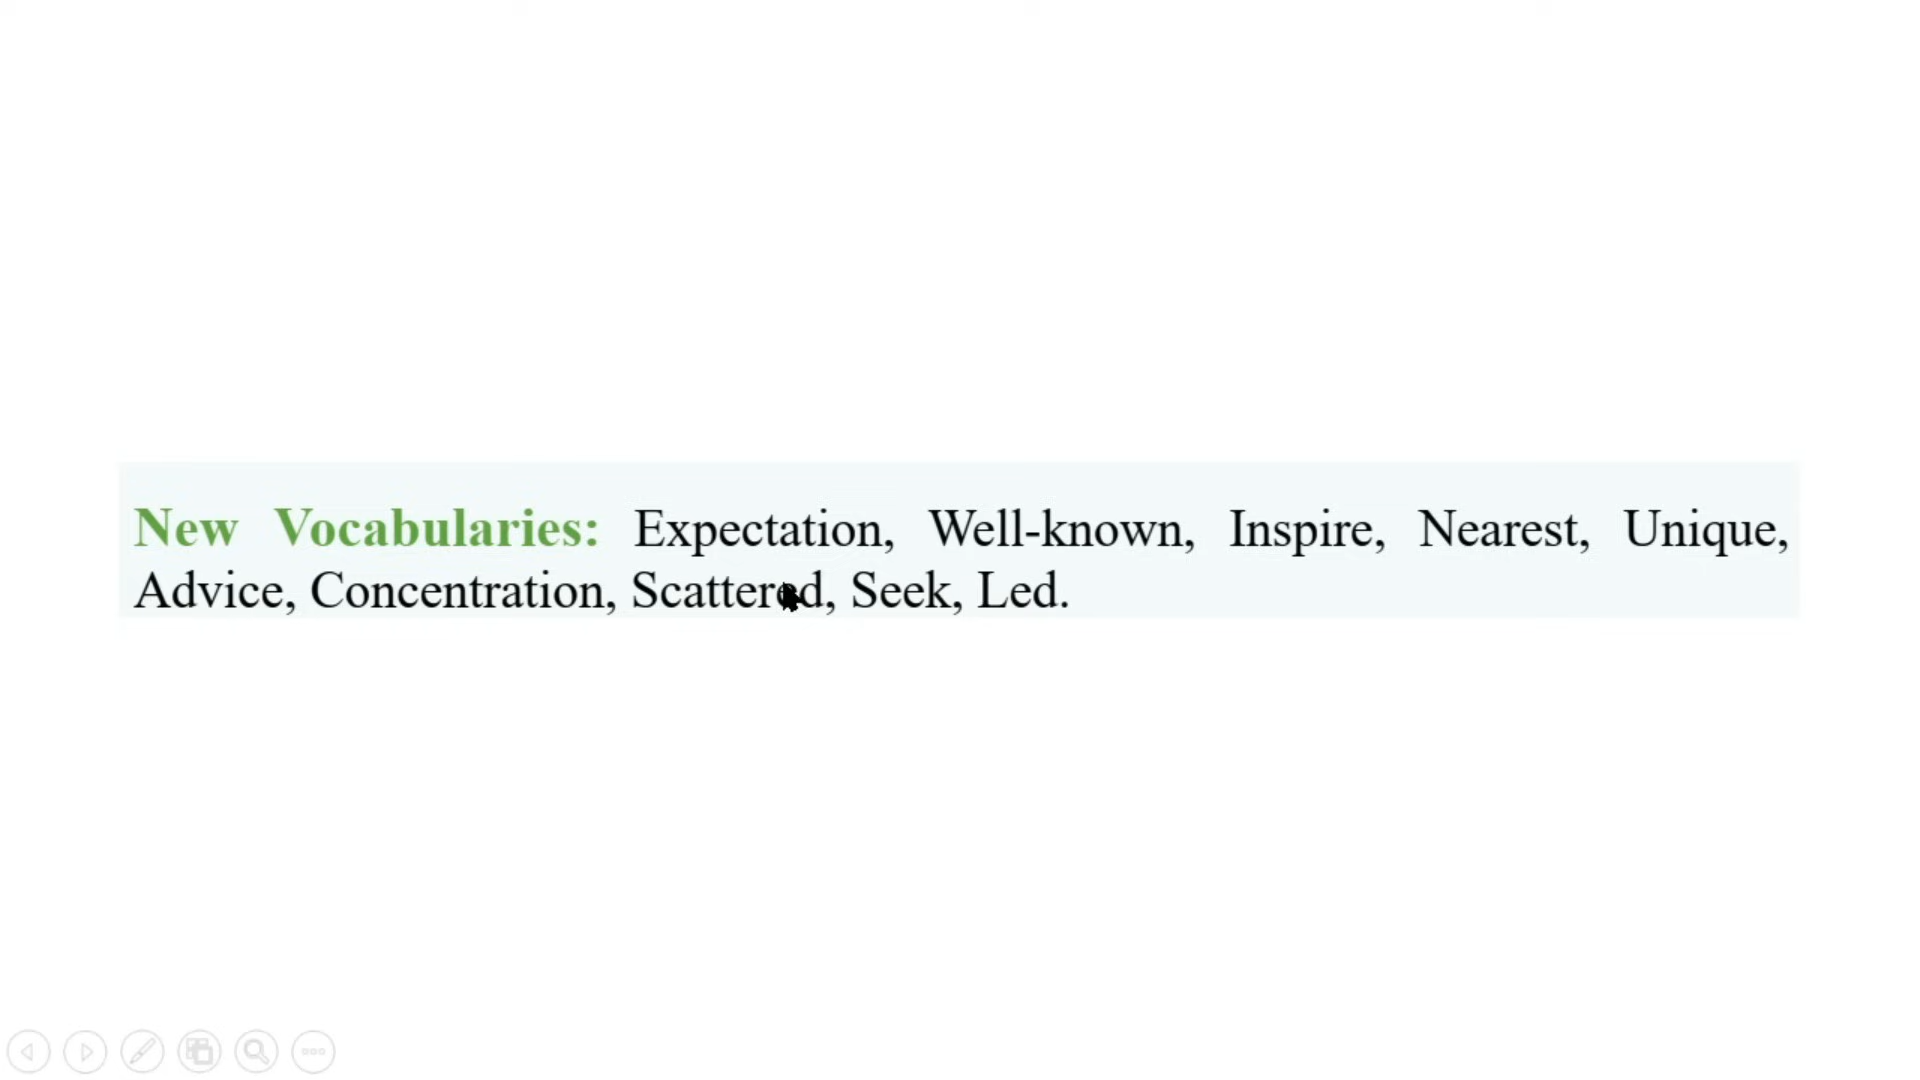 New Vocabularies: Expectation, Well-known, Inspire, Nearest, Unique,
Advice, Concentration, Scattered, Seek, Led.